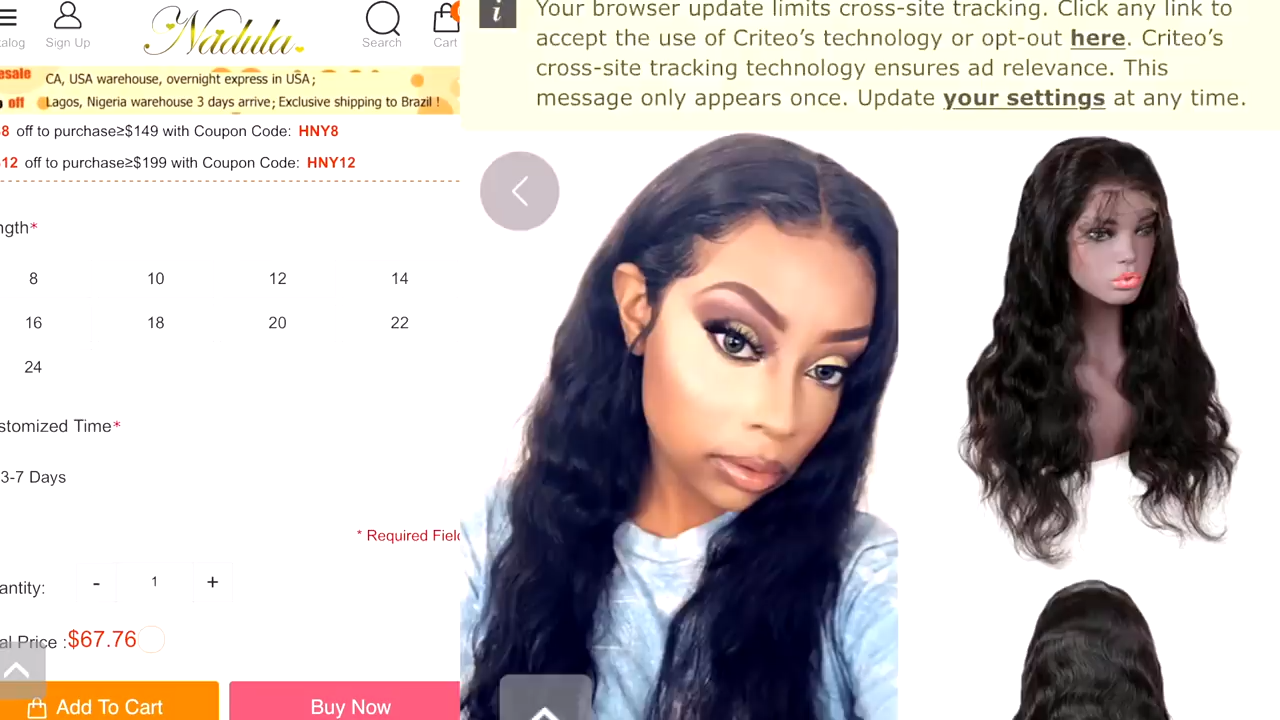 talog
Sign Up
Nadula
Search
Cart
esale
CA, USA warehouse, overnight express in USA;
off
Lagos, Nigeria warehouse 3 days arrive; Exclusive shipping to Brazil !
8 off to purchase≥$149 with Coupon Code: HNY8
12 off to purchase≥$199 with Coupon Code: HNY12
ngth*
8 10 12 14
16 18 20 22
24
stomized Time*
3-7 Days
* Required Field
antity: - 1 +
al Price :$67.76
Add To Cart
Buy Now
i
Your browser update limits cross-site tracking. Click any link to
accept the use of Criteo's technology or opt-out here. Criteo's
cross-site tracking technology ensures ad relevance. This
message only appears once. Update your settings at any time.